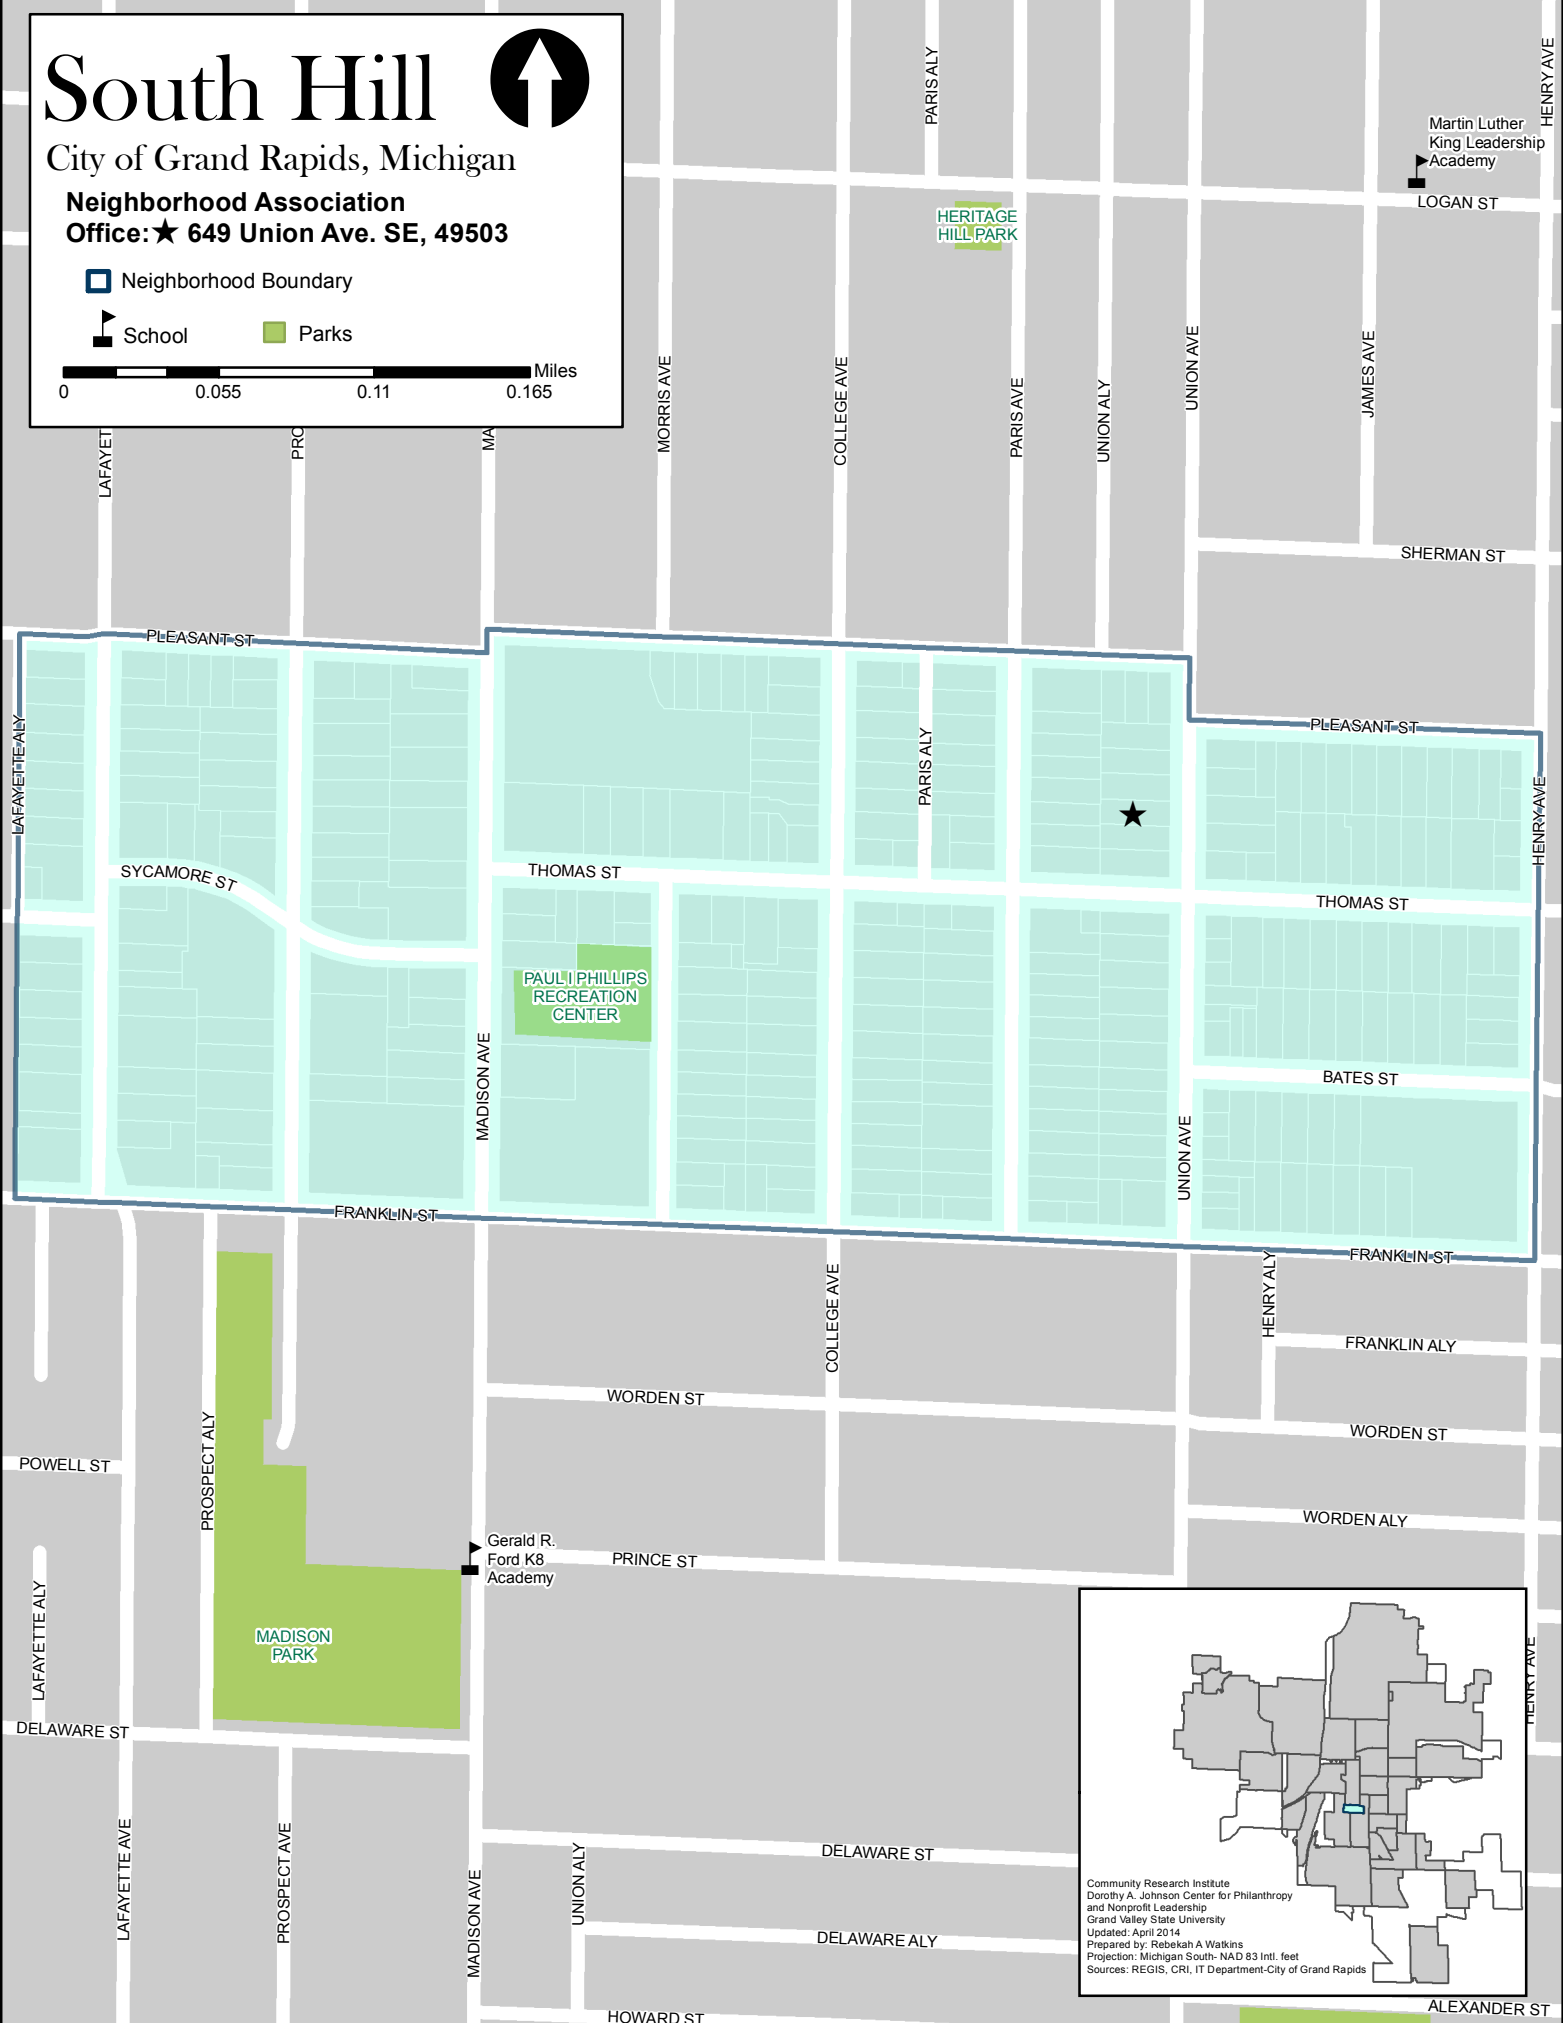 South Hill
City of Grand Rapids, Michigan
Neighborhood Association
Office: ★ 649 Union Ave. SE, 49503
Neighborhood Boundary
School
Parks
Miles
0
0.055
0.11
0.165
PARIS ALY
HENRY AVE
Martin Luther
King Leadership
Academy
LOGAN ST
HERITAGE
HILL PARK
LAFAYET
PRO
MA
MORRIS AVE
COLLEGE AVE
PARIS AVE
UNION ALY
UNION AVE
JAMES AVE
SHERMAN ST
PLEASANT ST
PLEASANT ST
LAFAYETTE ALY
PARIS ALY
HENRY AVE
SYCAMORE ST
THOMAS ST
THOMAS ST
PAUL I PHILLIPS
RECREATION
CENTER
MADISON AVE
BATES ST
UNION AVE
FRANKLIN ST
FRANKLIN ST
COLLEGE AVE
HENRY ALY
FRANKLIN ALY
WORDEN ST
WORDEN ST
PROSPECT ALY
POWELL ST
WORDEN ALY
Gerald R.
Ford K8
Academy
PRINCE ST
LAFAYETTE ALY
MADISON
PARK
HENRY AVE
DELAWARE ST
LAFAYETTE AVE
PROSPECT AVE
MADISON AVE
UNION ALY
DELAWARE ST
DELAWARE ALY
HOWARD ST
Community Research Institute
Dorothy A. Johnson Center for Philanthropy
and Nonprofit Leadership
Grand Valley State University
Updated: April 2014
Prepared by: Rebekah A Watkins
Projection: Michigan South- NAD 83 Intl. feet
Sources: REGIS, CRI, IT Department-City of Grand Rapids
ALEXANDER ST